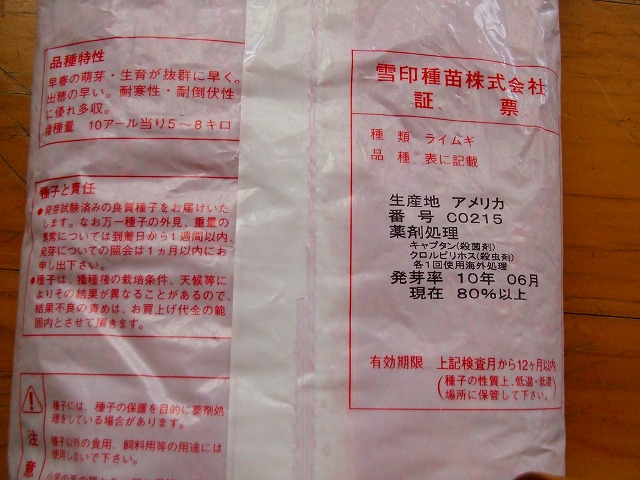 品種特性
早春の萌芽・生育が抜群に早く。
出穂の早い。耐寒性・耐倒伏性
に優れ多収。
播種量 10アール当り5〜8キロ
種子と責任
●発芽試験済みの良質種子をお届けいた
します。なお万一種子の外見、重量の
異常については到着日から1週間以内、
発芽についての照会は1ヵ月以内にお
申し出下さい。
●種子は、播種後の栽培条件、天候等に
よりその結果が異なることがあるので、
結果不良の責めは、お買上げ代金の範
囲内とさせて頂きます。
注意
種子には、種子の保護を目的に薬剤処
理をしている場合があります。
種子以外の食用、飼料用等の用途には
使用しないで下さい。
雪印種苗株式会社
証 票
種 類 ライムギ
品 種 表に記載
生産地 アメリカ
番 号 CO215
薬剤処理
キャプタン(殺菌剤)
クロルピリホス(殺虫剤)
各1回使用海外処理
発芽率 10年 06月
現在 80%以上
有効期限 上記検査月から12ヶ月以内
(種子の性質上、低温・低湿
場所に保管して下さい。)